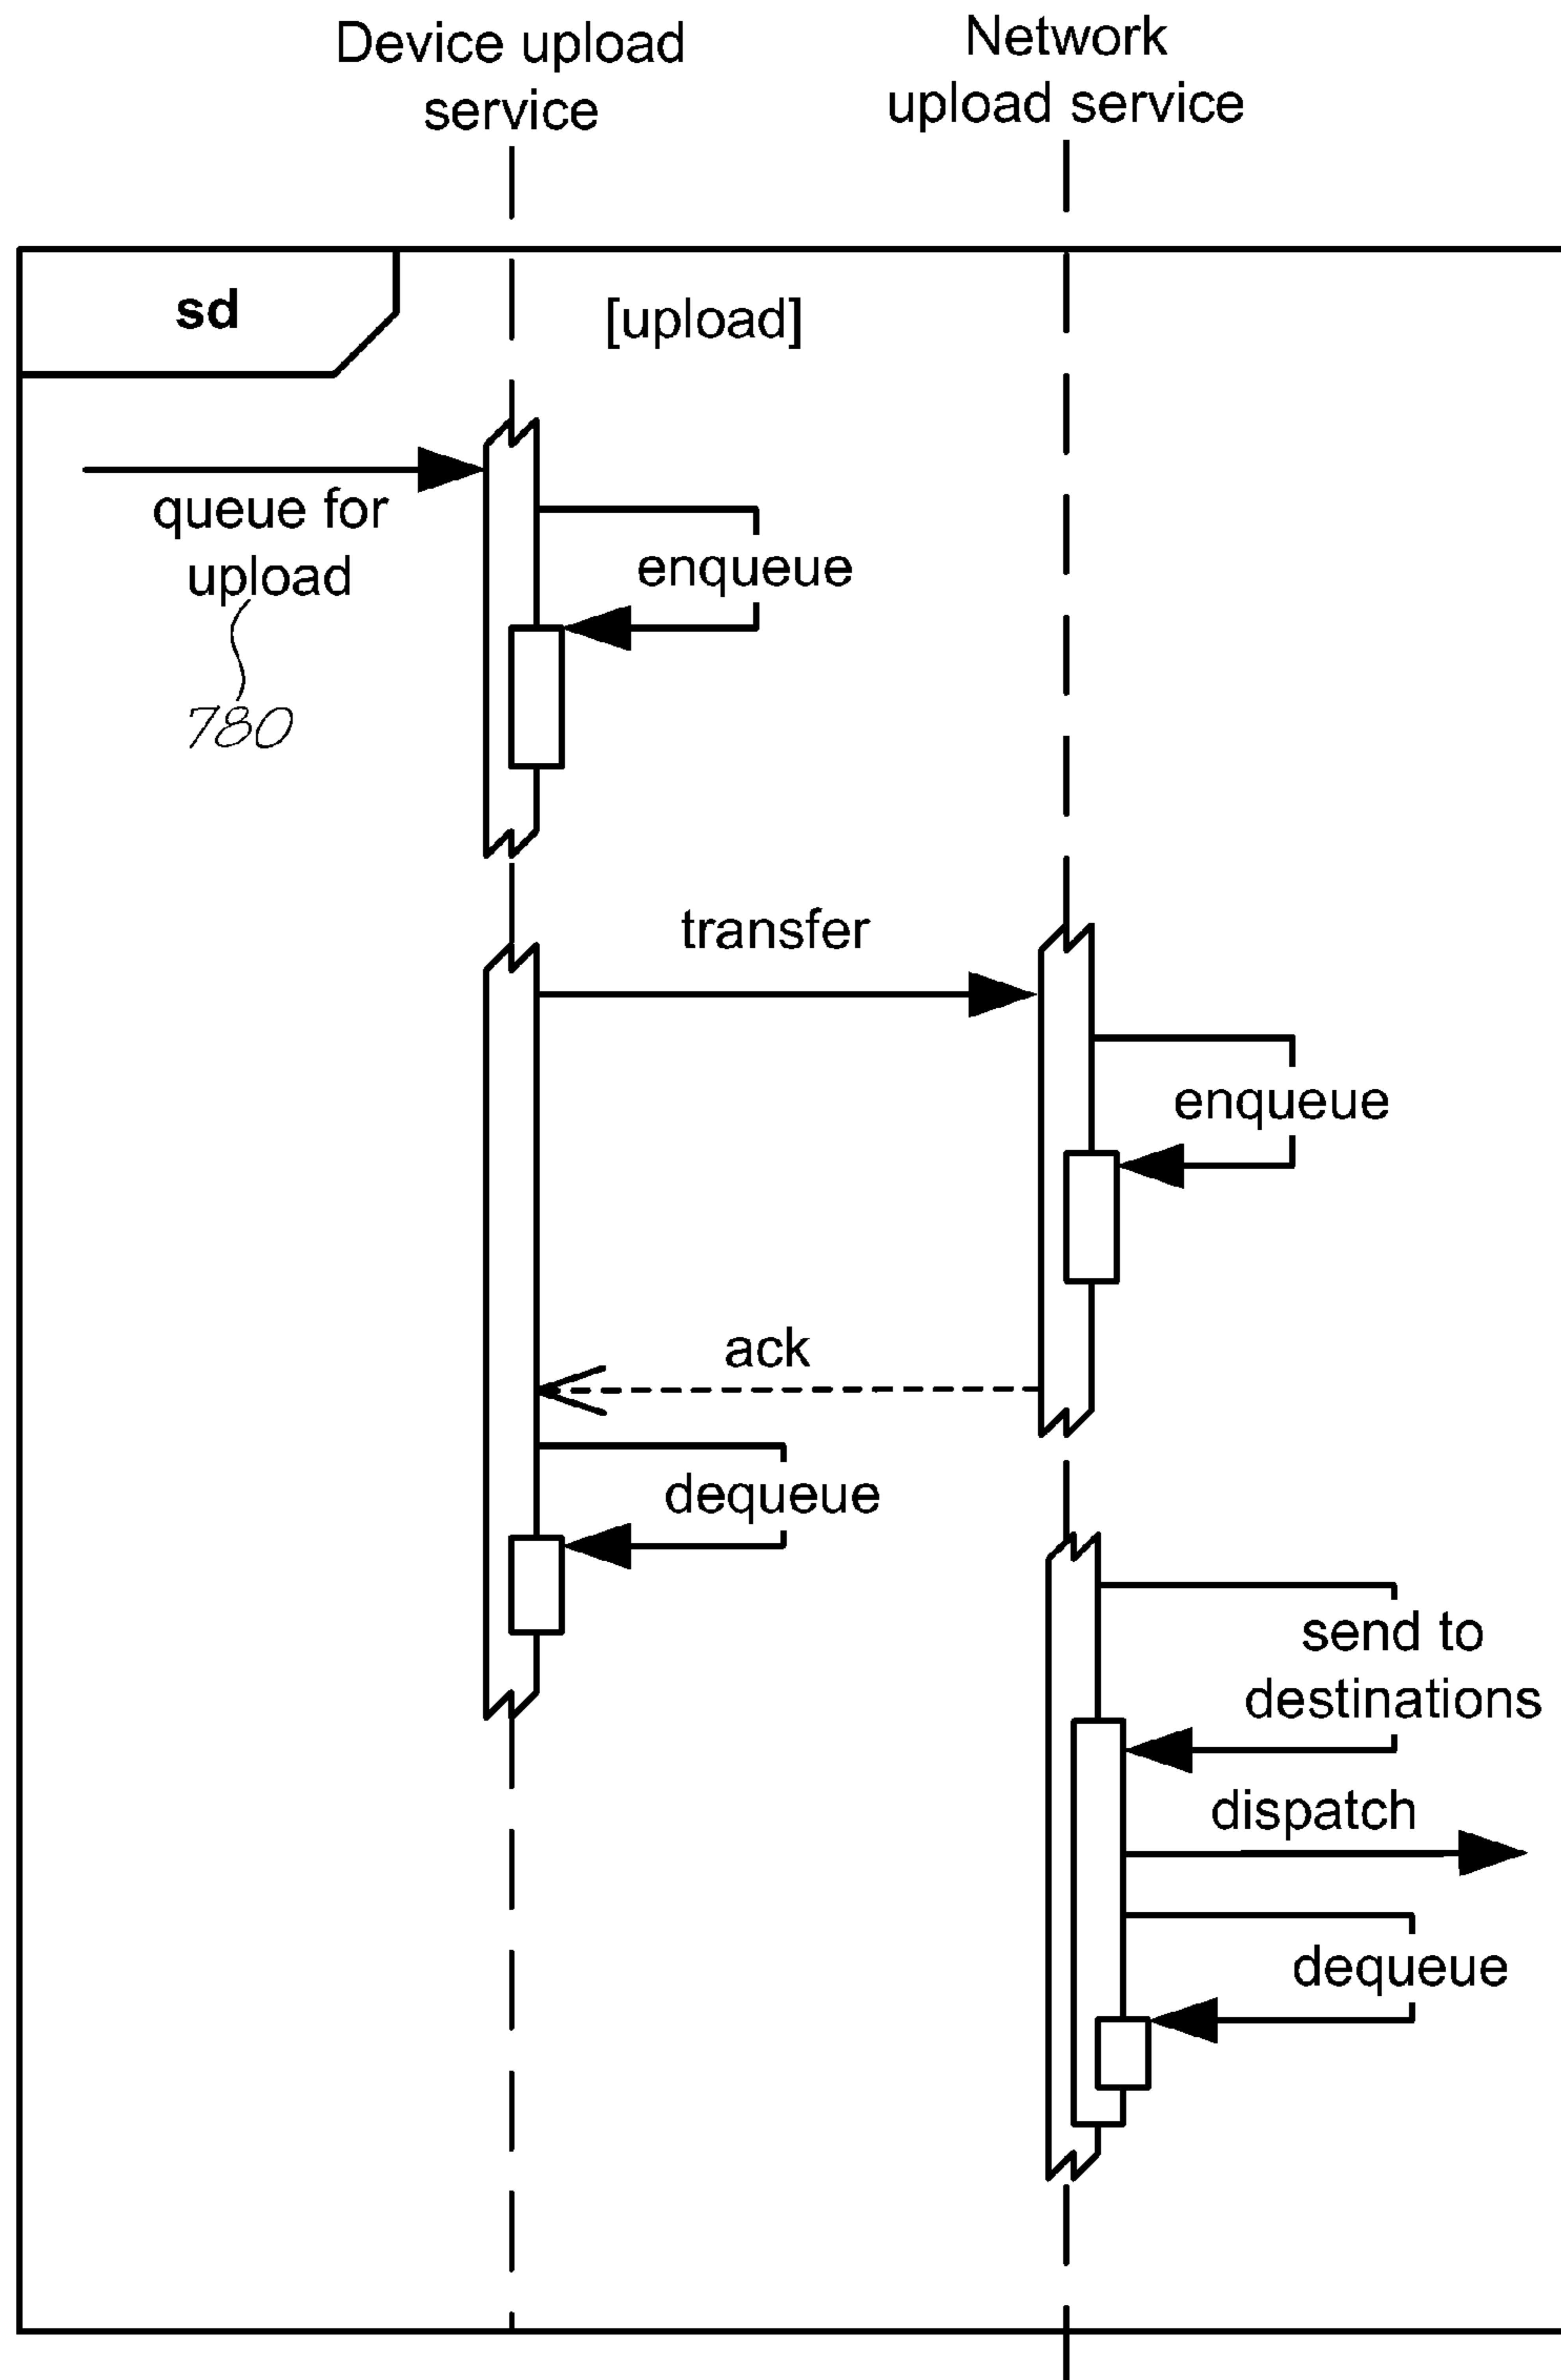 Device upload
service
Network
upload service
sd
[upload]
queue for
upload
780
enqueue
transfer
enqueue
ack
dequeue
send to
destinations
dispatch
dequeue